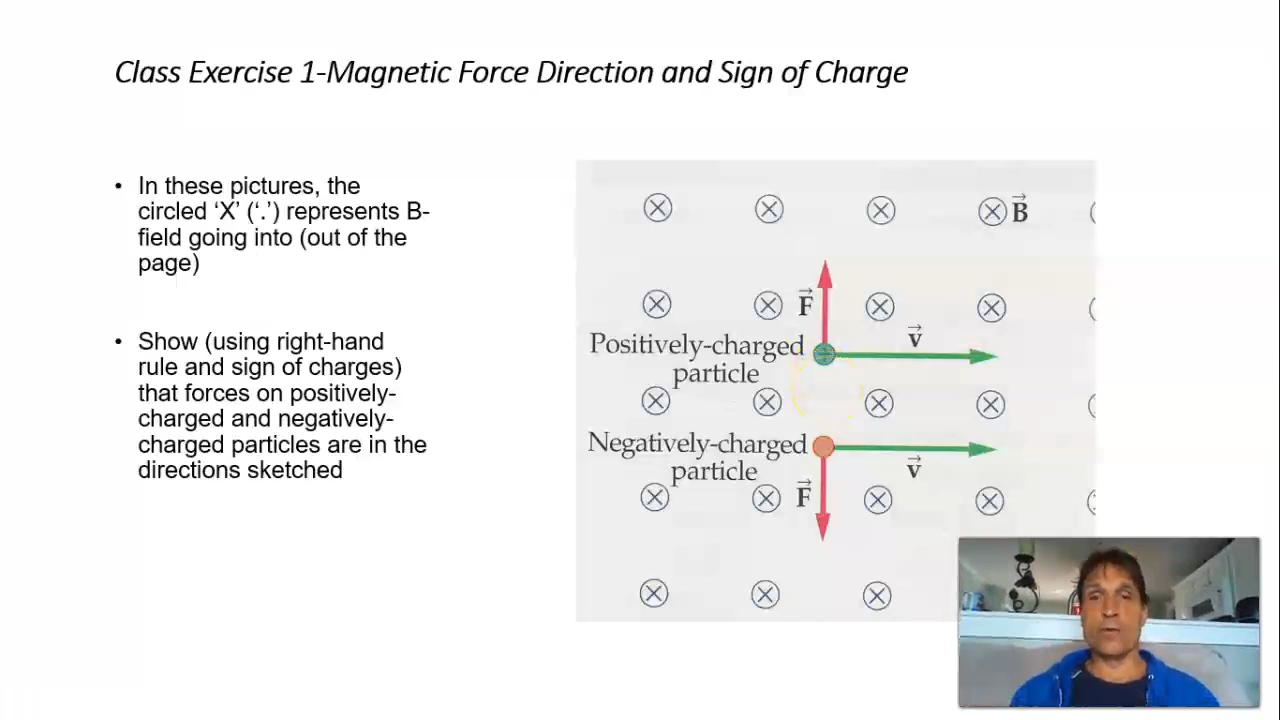 Class Exercise 1-Magnetic Force Direction and Sign of Charge
• In these pictures, the
circled ‘X’ (‘.’) represents B-
field going into (out of the
page)
• Show (using right-hand
rule and sign of charges)
that forces on positively-
charged and negatively-
charged particles are in the
directions sketched
B
F
v
Positively-charged
particle
Negatively-charged
particle
v
F